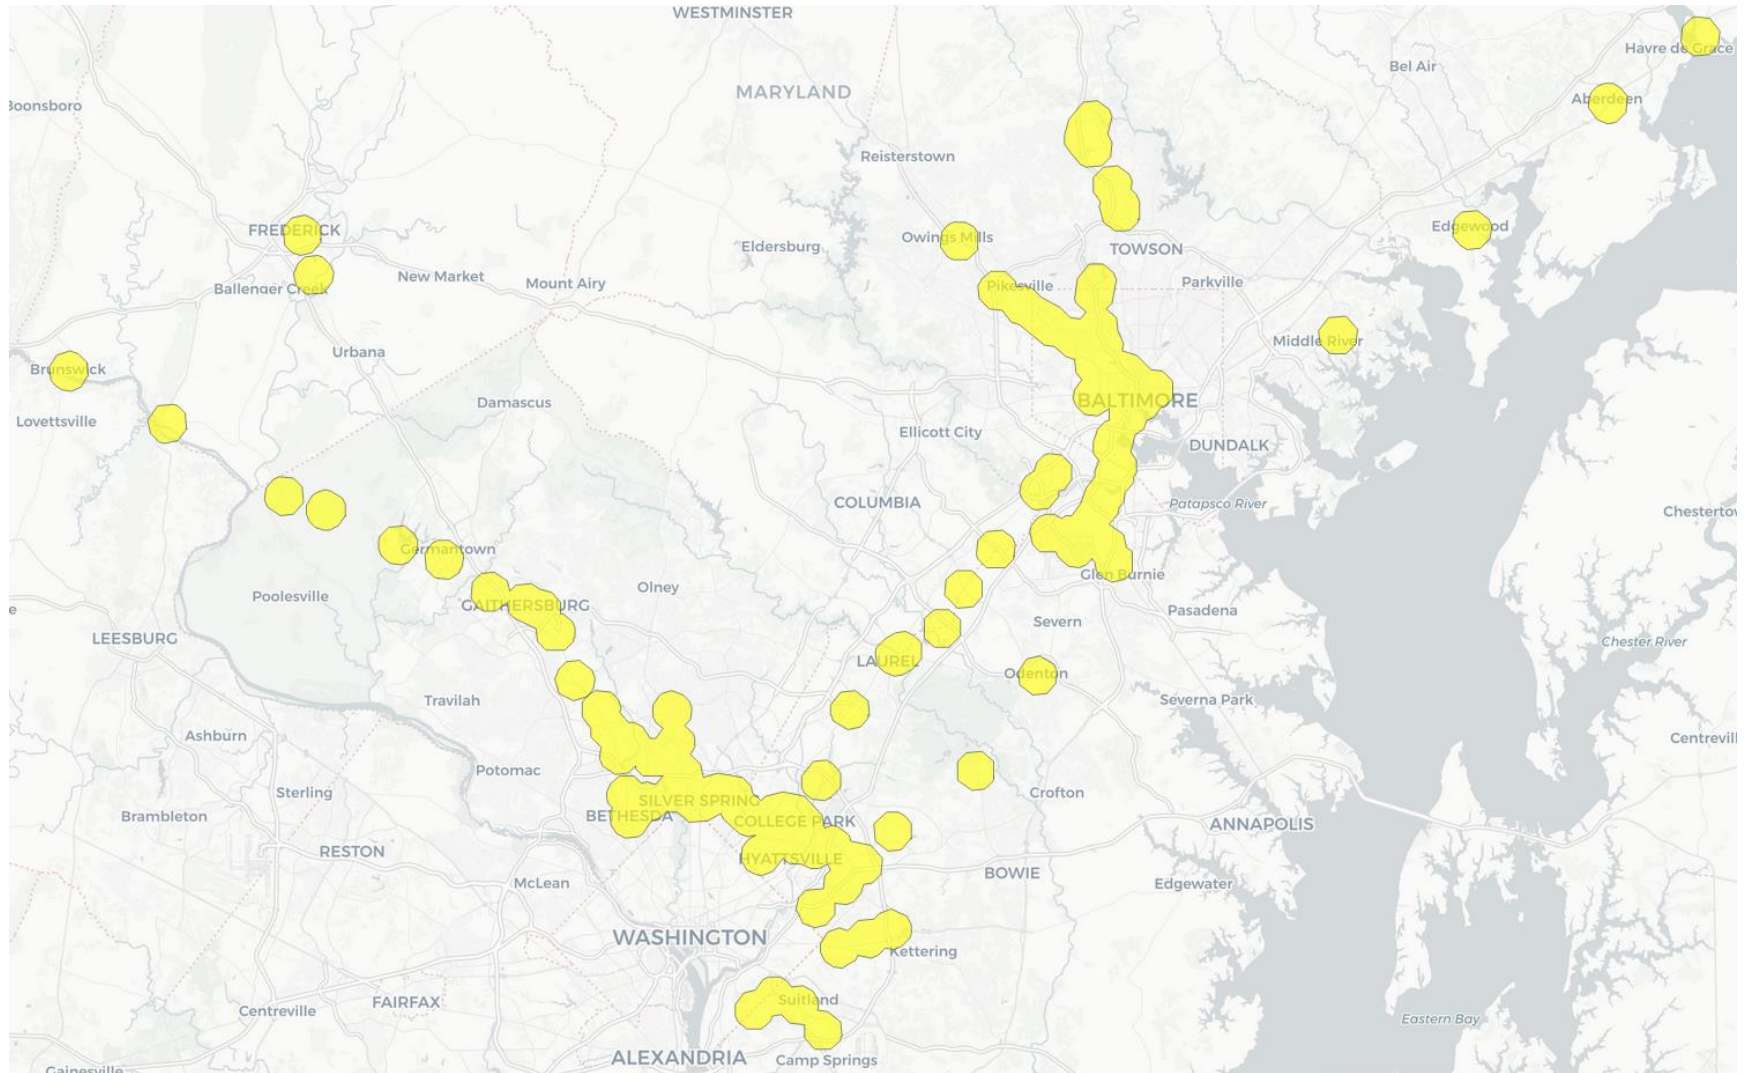 WESTMINSTER
Havre de Grace
Bel Air
MARYLAND
Boonsboro
Aberdeen
Reisterstown
FREDERICK
Owings Mills
Edgewood
Eldersburg
TOWSON
New Market
Mount Airy
Parkville
Ballenger Creek
Pikesville
Middle River
Urbana
Brunswick
Damascus
BALTIMORE
Lovettsville
Ellicott City
DUNDALK
COLUMBIA
Patapsco River
Chestertow
Germantown
Glen Burnie
Olney
Poolesville
GAITHERSBURG
Pasadena
e
Severn
LEESBURG
Chester River
LAUREL
Odenton
Travilah
Severna Park
Ashburn
Centrevill
Potomac
Sterling
SILVER SPRING
Crofton
Brambleton
BETHESDA
COLLEGE PARK
ANNAPOLIS
RESTON
HYATTSVILLE
BOWIE
McLean
Edgewater
WASHINGTON
Kettering
Suitland
FAIRFAX
Centreville
Eastern Bay
ALEXANDRIA
Camp Springs
Gainesville